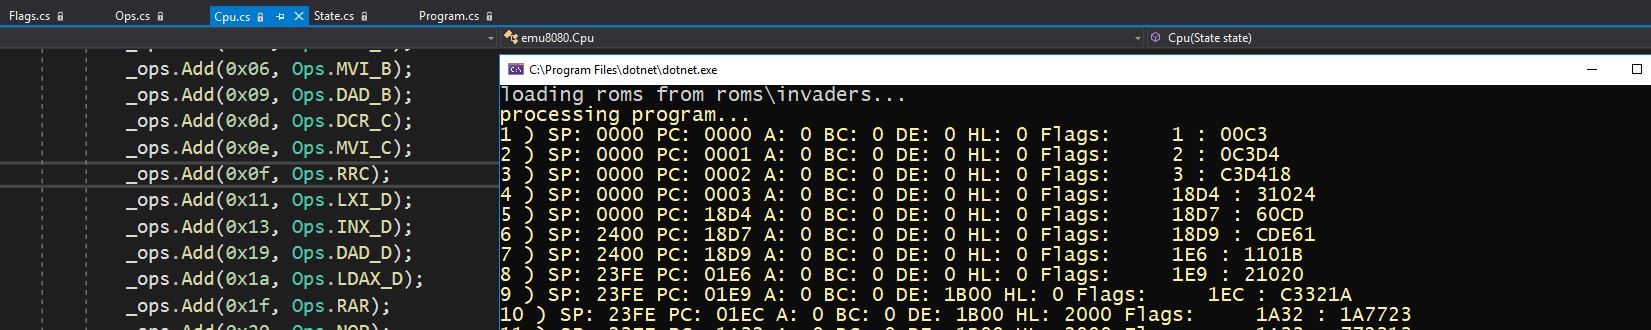 Flags.cs
Ops.cs
Cpu.cs
State.cs
Program.cs
emu8080.Cpu
Cpu(State state)
_ops.Add(0x06, Ops.MVI_B);
_ops.Add(0x09, Ops.DAD_B);
_ops.Add(0x0d, Ops.DCR_C);
_ops.Add(0x0e, Ops.MVI_C);
_ops.Add(0x0f, Ops.RRC);
_ops.Add(0x11, Ops.LXI_D);
_ops.Add(0x13, Ops.INX_D);
_ops.Add(0x19, Ops.DAD_D);
_ops.Add(0x1a, Ops.LDAX_D);
_ops.Add(0x1f, Ops.RAR);
C:\Program Files\dotnet\dotnet.exe
loading roms from roms\invaders...
processing program...
1 ) SP: 0000 PC: 0000 A: 0 BC: 0 DE: 0 HL: 0 Flags: 1 : 00C3
2 ) SP: 0000 PC: 0001 A: 0 BC: 0 DE: 0 HL: 0 Flags: 2 : 0C3D4
3 ) SP: 0000 PC: 0002 A: 0 BC: 0 DE: 0 HL: 0 Flags: 3 : C3D418
4 ) SP: 0000 PC: 0003 A: 0 BC: 0 DE: 0 HL: 0 Flags: 18D4 : 31024
5 ) SP: 0000 PC: 18D4 A: 0 BC: 0 DE: 0 HL: 0 Flags: 18D7 : 60CD
6 ) SP: 2400 PC: 18D7 A: 0 BC: 0 DE: 0 HL: 0 Flags: 18D9 : CDE61
7 ) SP: 2400 PC: 18D9 A: 0 BC: 0 DE: 0 HL: 0 Flags: 1E6 : 1101B
8 ) SP: 23FE PC: 01E6 A: 0 BC: 0 DE: 0 HL: 0 Flags: 1E9 : 21020
9 ) SP: 23FE PC: 01E9 A: 0 BC: 0 DE: 1B00 HL: 0 Flags: 1EC : C3321A
10 ) SP: 23FE PC: 01EC A: 0 BC: 0 DE: 1B00 HL: 2000 Flags: 1A32 : 1A7723